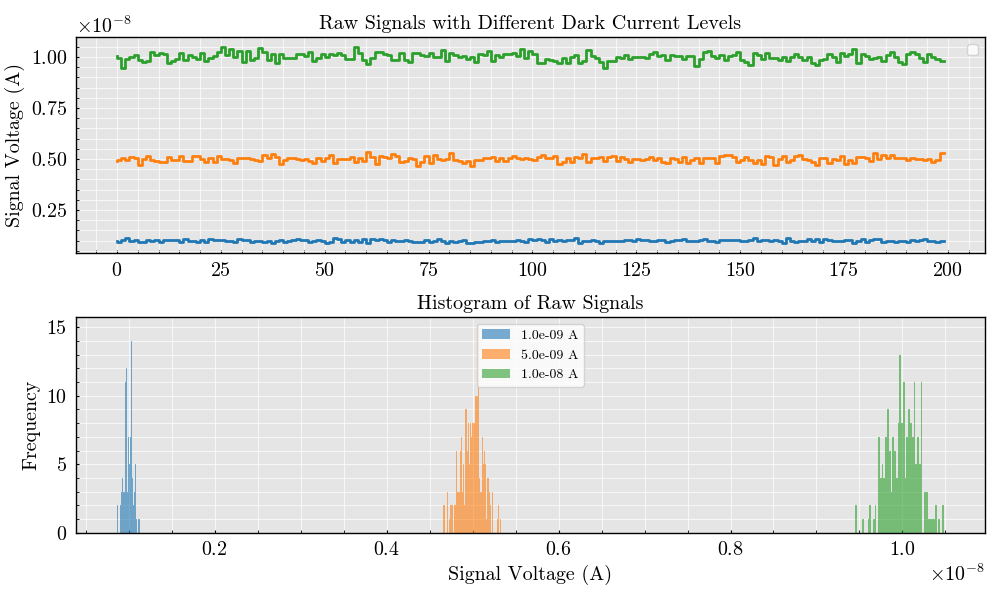 Raw Signals with Different Dark Current Levels
×10⁻⁸
Signal Voltage (A)
1.00
0.75
0.50
0.25
0 25 50 75 100 125 150 175 200
Histogram of Raw Signals
Frequency
15
10
5
0
1.0e-09 A
5.0e-09 A
1.0e-08 A
0.2 0.4 0.6 0.8 1.0
Signal Voltage (A)
×10⁻⁸